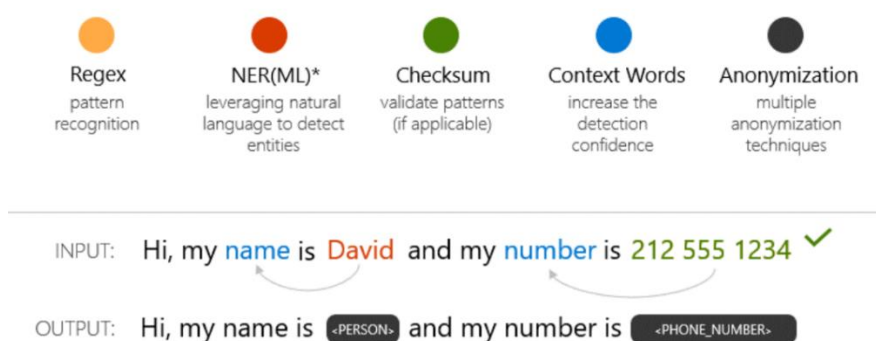 Regex
pattern
recognition
NER(ML)*
leveraging natural
language to detect
entities
Checksum
validate patterns
(if applicable)
Context Words
increase the
detection
confidence
Anonymization
multiple
anonymization
techniques
INPUT: Hi, my name is David and my number is 212 555 1234
OUTPUT: Hi, my name is <PERSON> and my number is <PHONE_NUMBER>